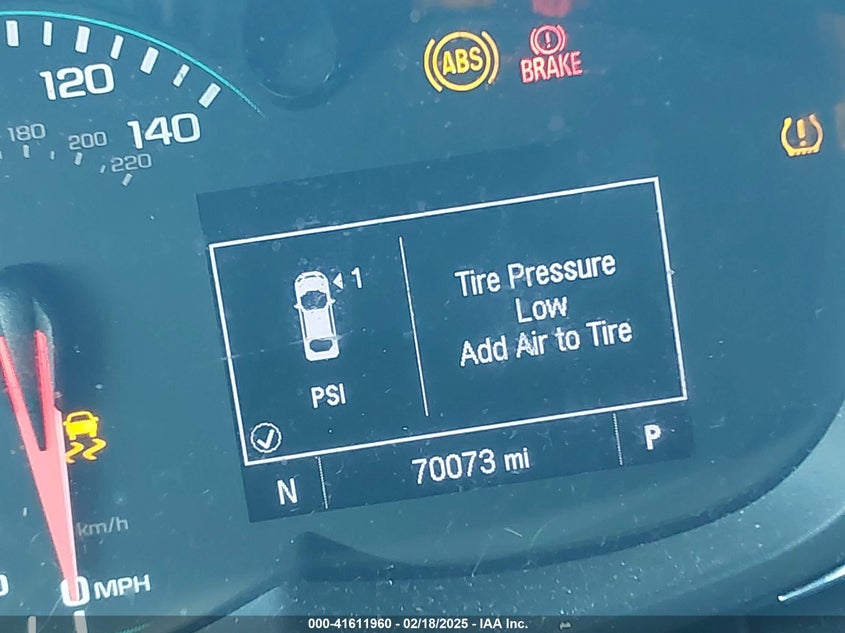 120
140
180
200
220
ABS
BRAKE
1
PSI
Tire Pressure
Low
Add Air to Tire
N
70073 mi
P
km/h
0 MPH
000-41611960 - 02/18/2025 - IAA Inc.